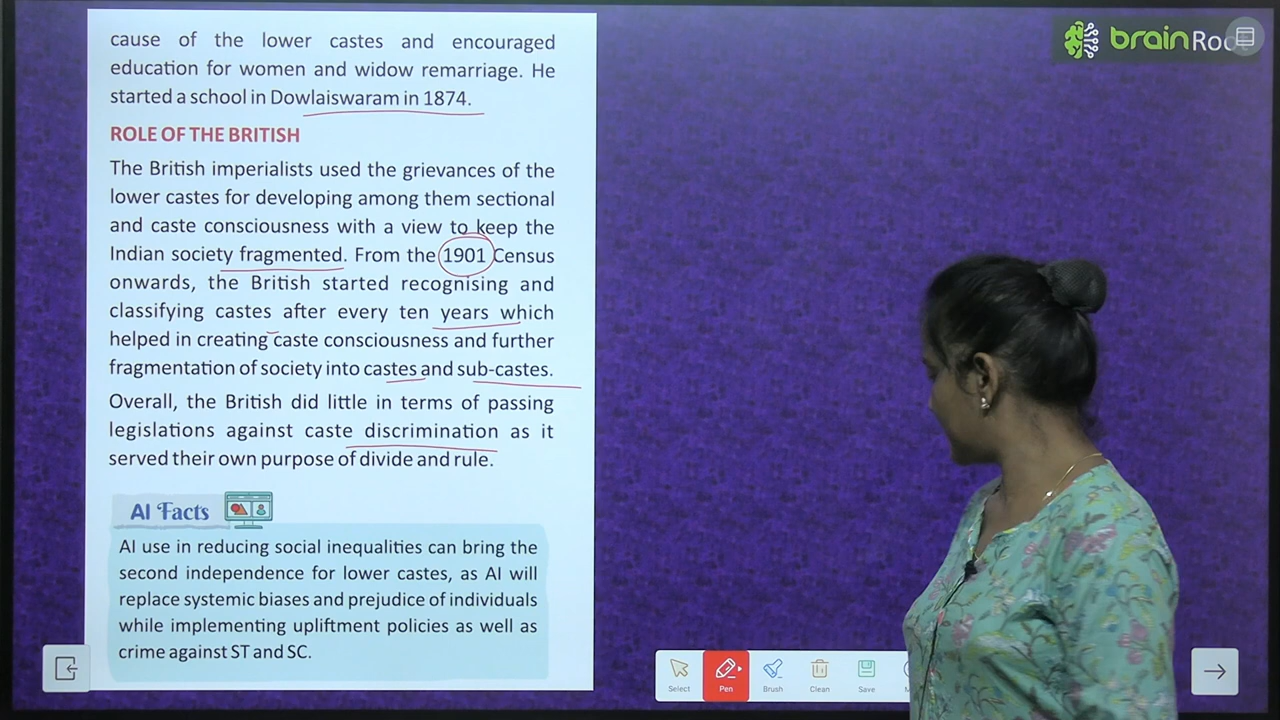 cause of the lower castes and encouraged
education for women and widow remarriage. He
started a school in Dowlaiswaram in 1874.
ROLE OF THE BRITISH
The British imperialists used the grievances of the
lower castes for developing among them sectional
and caste consciousness with a view to keep the
Indian society fragmented. From the 1901 Census
onwards, the British started recognising and
classifying castes after every ten years which
helped in creating caste consciousness and further
fragmentation of society into castes and sub-castes.
Overall, the British did little in terms of passing
legislations against caste discrimination as it
served their own purpose of divide and rule.
AI Facts
AI use in reducing social inequalities can bring the
second independence for lower castes, as AI will
replace systemic biases and prejudice of individuals
while implementing upliftment policies as well as
crime against ST and SC.
brain
Select Pen Brush Clean Save